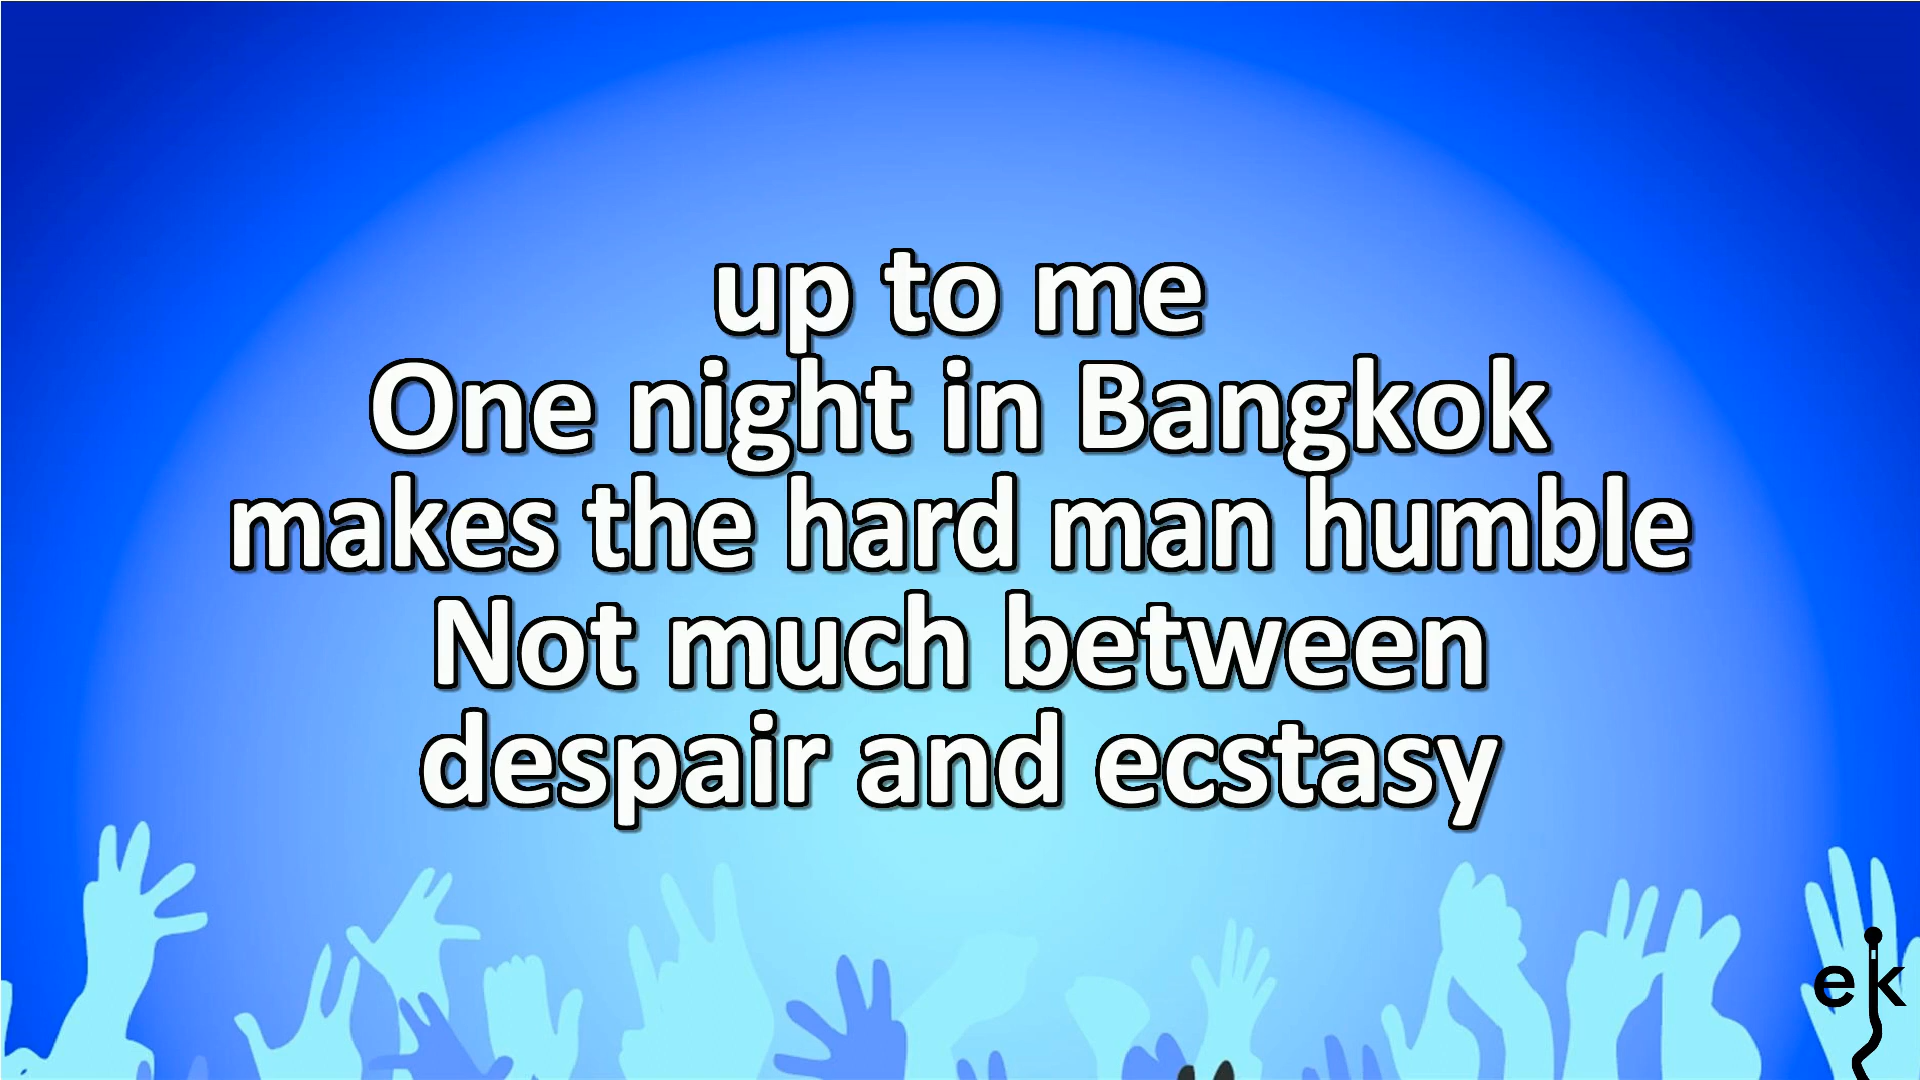 up to me
One night in Bangkok
makes the hard man humble
Not much between
despair and ecstasy
ek